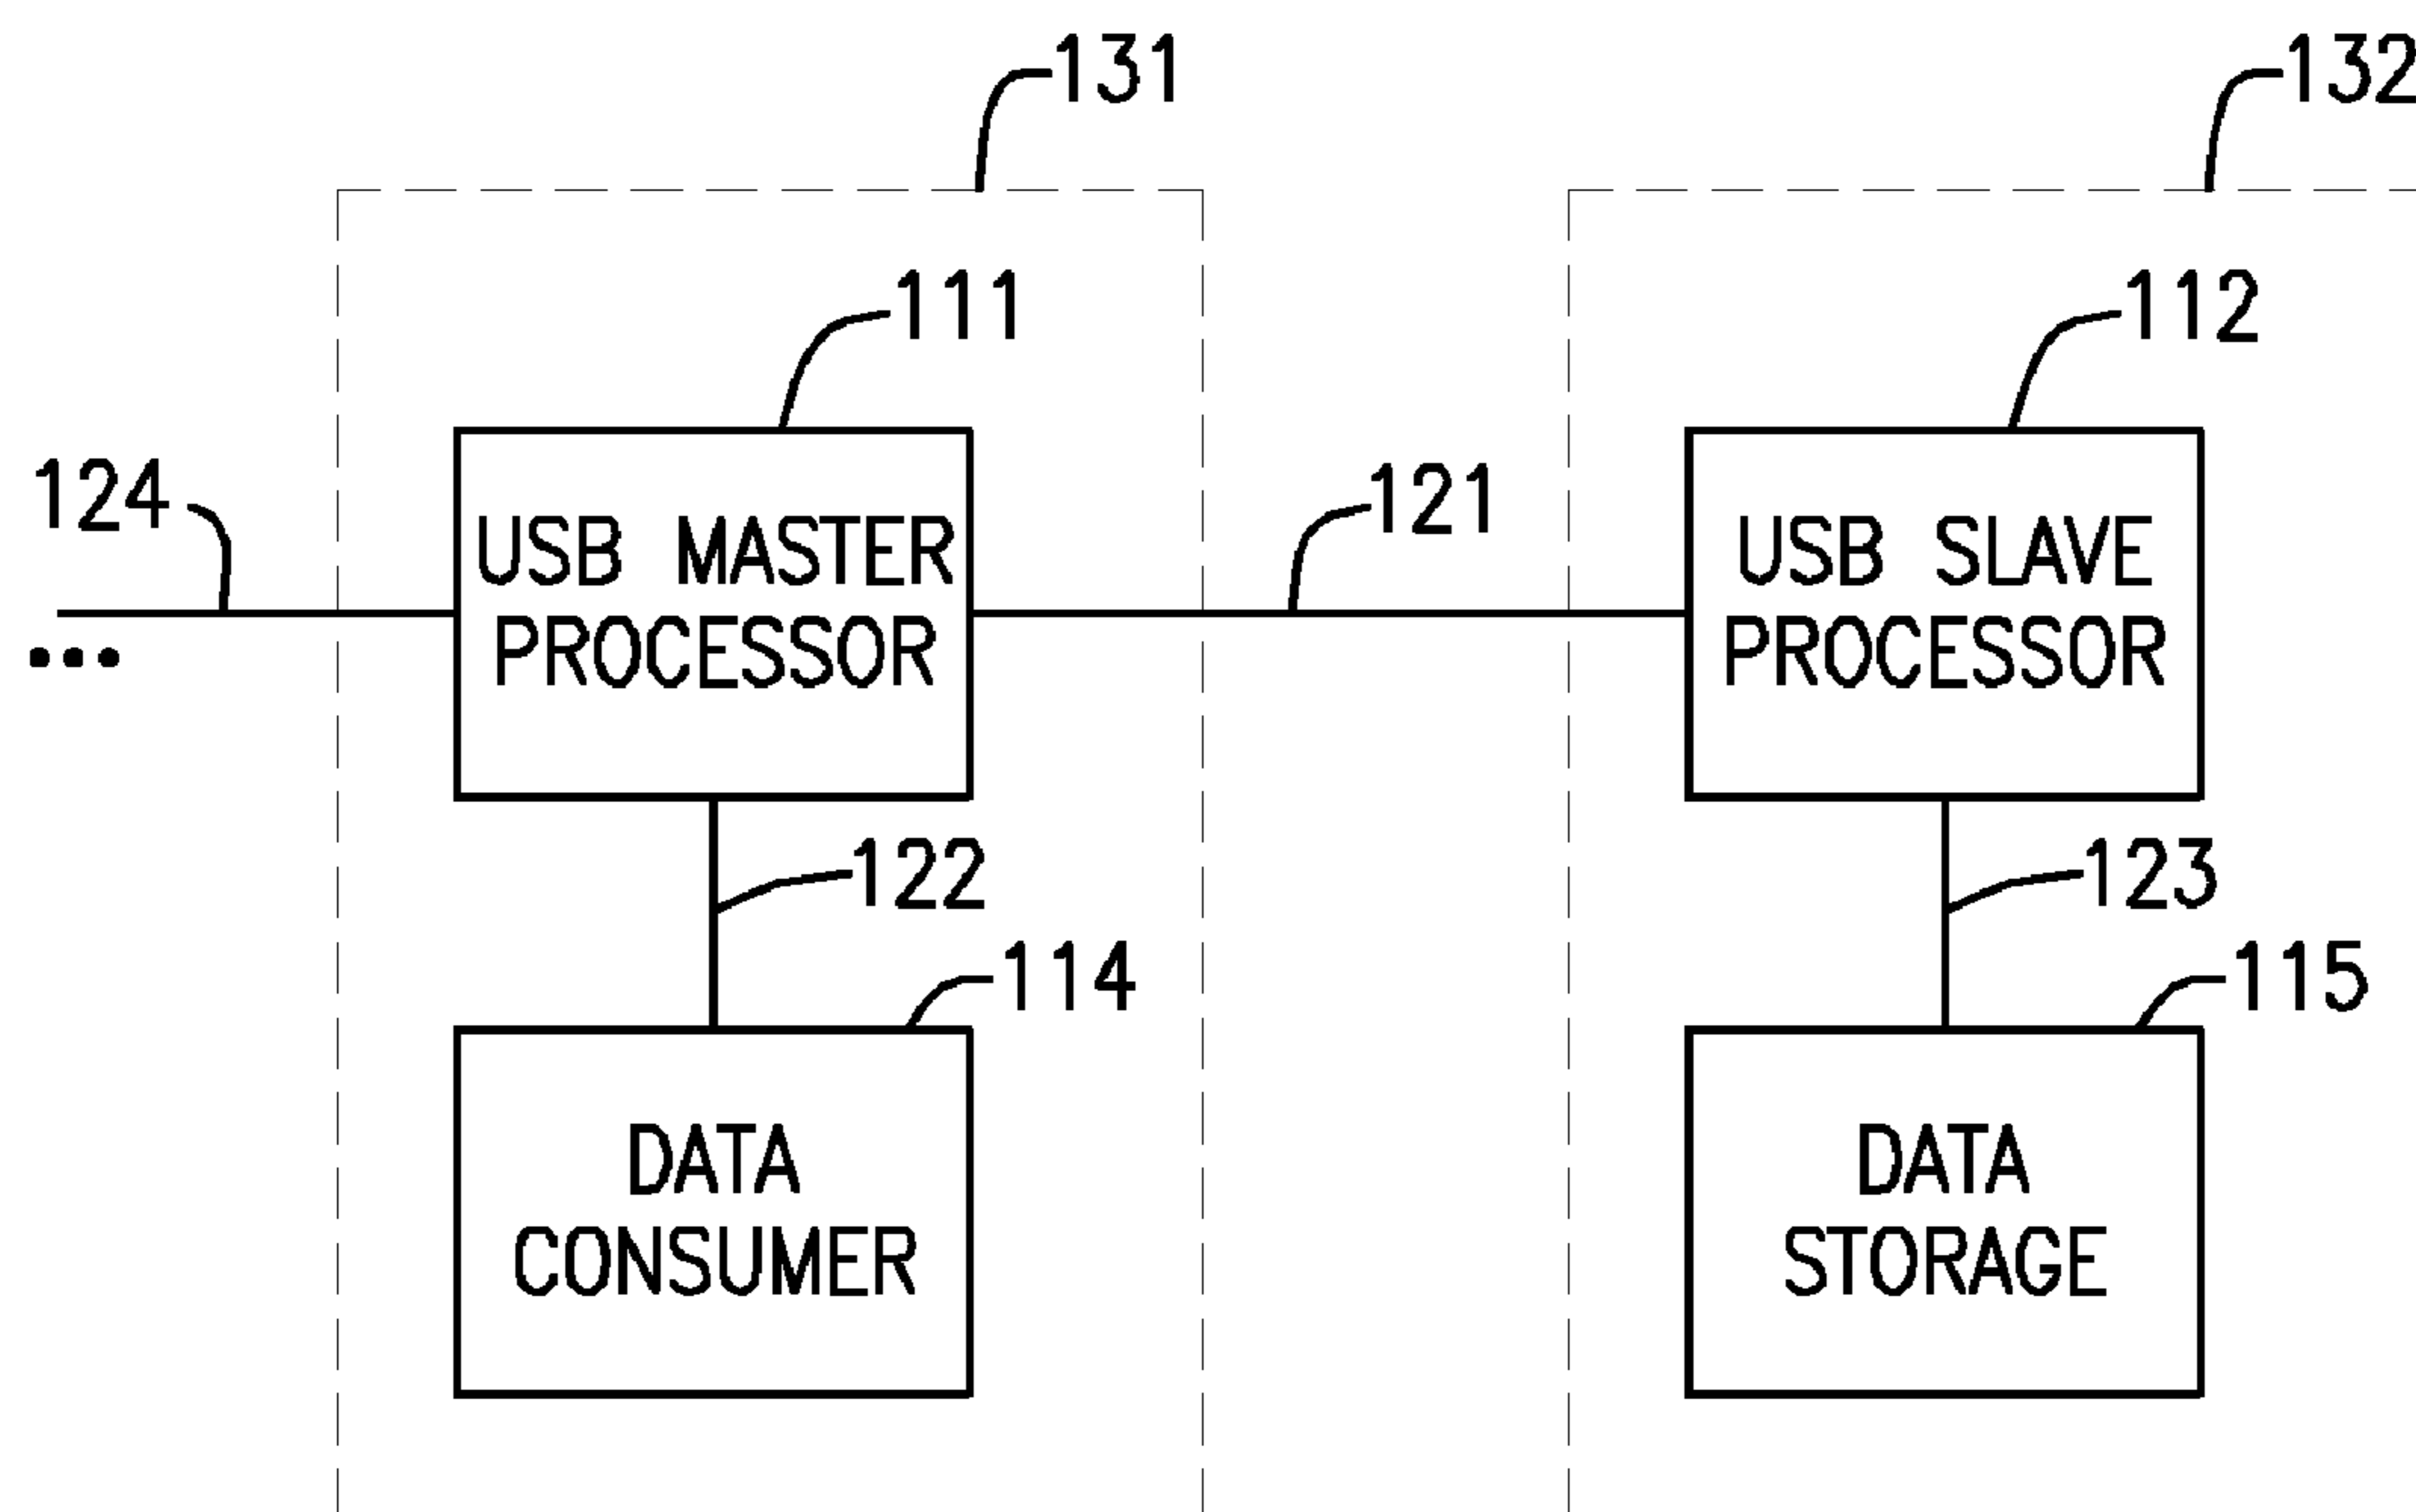 131
132
111
112
124
121
USB MASTER
PROCESSOR
USB SLAVE
PROCESSOR
...
122
123
114
115
DATA
CONSUMER
DATA
STORAGE